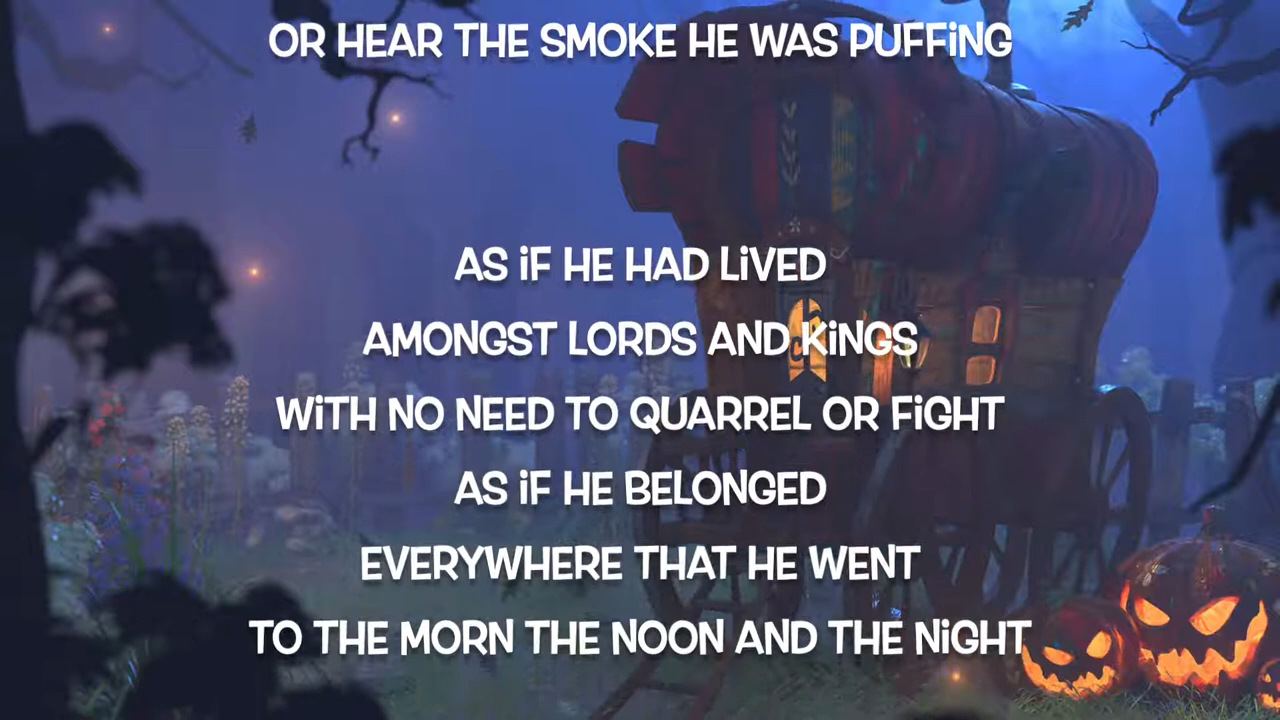 OR HEAR THE SMOKE HE WAS PUFFiNG
AS iF HE HAD LiVED
AMONGST LORDS AND KiNGS
WiTH NO NEED TO QUARREL OR FiGHT
AS iF HE BELONGED
EVERYWHERE THAT HE WENT
TO THE MORN THE NOON AND THE NiGHT